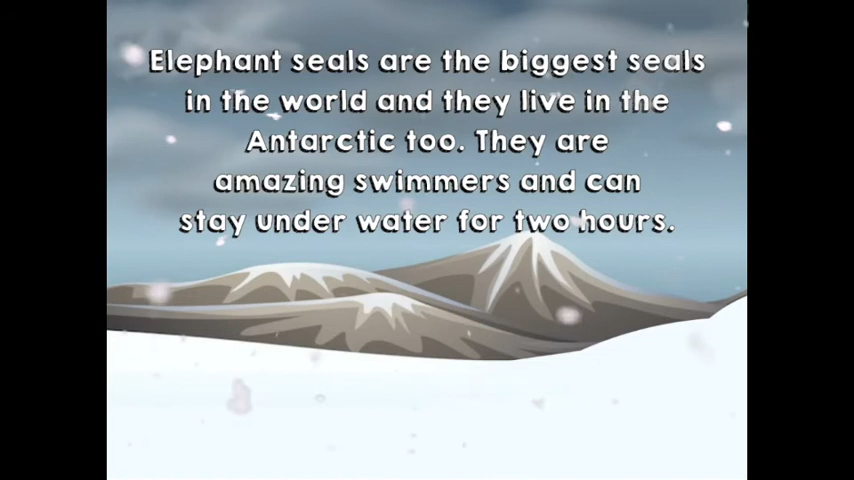 Elephant seals are the biggest seals
in the world and they live in the
Antarctic too. They are
amazing swimmers and can
stay under water for two hours.